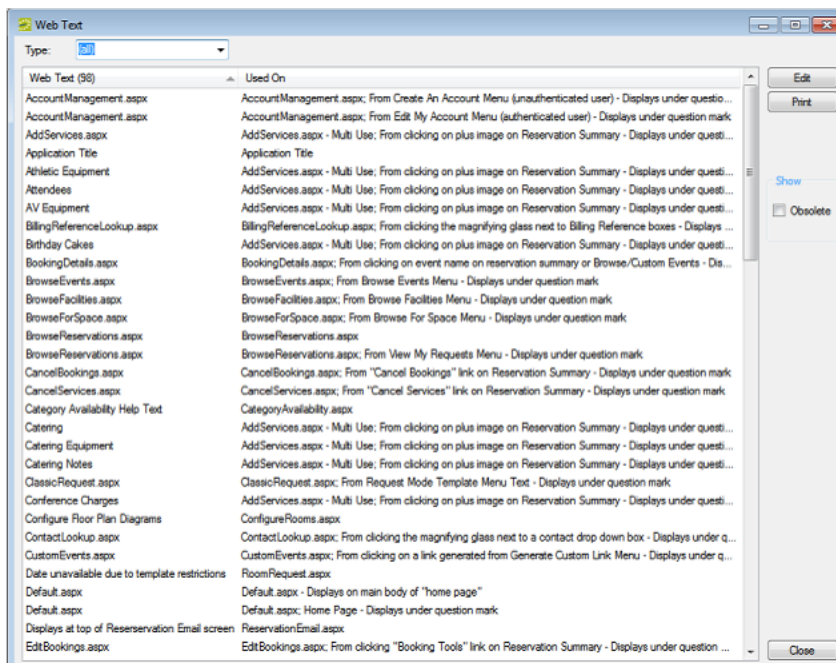 Web Text
Type: (all)
Web Text (98) Used On
Edit
AccountManagement.aspx AccountManagement.aspx; From Create An Account Menu (unauthenticated user) - Displays under questio...
Print
AccountManagement.aspx AccountManagement.aspx; From Edit My Account Menu (authenticated user) - Displays under question mark
AddServices.aspx AddServices.aspx - Multi Use; From clicking on plus image on Reservation Summary - Displays under questi...
Application Title Application Title
Athletic Equipment AddServices.aspx - Multi Use; From clicking on plus image on Reservation Summary - Displays under questi...
Show
Attendees AddServices.aspx - Multi Use; From clicking on plus image on Reservation Summary - Displays under questi...
AV Equipment AddServices.aspx - Multi Use; From clicking on plus image on Reservation Summary - Displays under questi...
Obsolete
BillingReferenceLookup.aspx BillingReferenceLookup.aspx; From clicking the magnifying glass next to Billing Reference boxes - Displays ...
Birthday Cakes AddServices.aspx - Multi Use; From clicking on plus image on Reservation Summary - Displays under questi...
BookingDetails.aspx BookingDetails.aspx; From clicking on event name on reservation summary or Browse/Custom Events - Dis...
BrowseEvents.aspx BrowseEvents.aspx; From Browse Events Menu - Displays under question mark
BrowseFacilities.aspx BrowseFacilities.aspx; From Browse Facilities Menu - Displays under question mark
BrowseForSpace.aspx BrowseForSpace.aspx; From Browse For Space Menu - Displays under question mark
BrowseReservations.aspx BrowseReservations.aspx
BrowseReservations.aspx BrowseReservations.aspx; From View My Requests Menu - Displays under question mark
CancelBookings.aspx CancelBookings.aspx; From "Cancel Bookings" link on Reservation Summary - Displays under question mark
CancelServices.aspx CancelServices.aspx; From "Cancel Services" link on Reservation Summary - Displays under question mark
Category Availability Help Text CategoryAvailability.aspx
Catering AddServices.aspx - Multi Use; From clicking on plus image on Reservation Summary - Displays under questi...
Catering Equipment AddServices.aspx - Multi Use; From clicking on plus image on Reservation Summary - Displays under questi...
Catering Notes AddServices.aspx - Multi Use; From clicking on plus image on Reservation Summary - Displays under questi...
ClassicRequest.aspx ClassicRequest.aspx; From Request Mode Template Menu Text - Displays under question mark
Conference Charges AddServices.aspx - Multi Use; From clicking on plus image on Reservation Summary - Displays under questi...
Configure Floor Plan Diagrams ConfigureRooms.aspx
ContactLookup.aspx ContactLookup.aspx; From clicking the magnifying glass next to a contact drop down box - Displays under q...
CustomEvents.aspx CustomEvents.aspx; From clicking on a link generated from Generate Custom Link Menu - Displays under q...
Date unavailable due to template restrictions RoomRequest.aspx
Default.aspx Default.aspx - Displays on main body of "home page"
Default.aspx Default.aspx; Home Page - Displays under question mark
Displays at top of Reserservation Email screen ReservationEmail.aspx
EditBookings.aspx EditBookings.aspx; From clicking "Booking Tools" link on Reservation Summary - Displays under question ...
Close